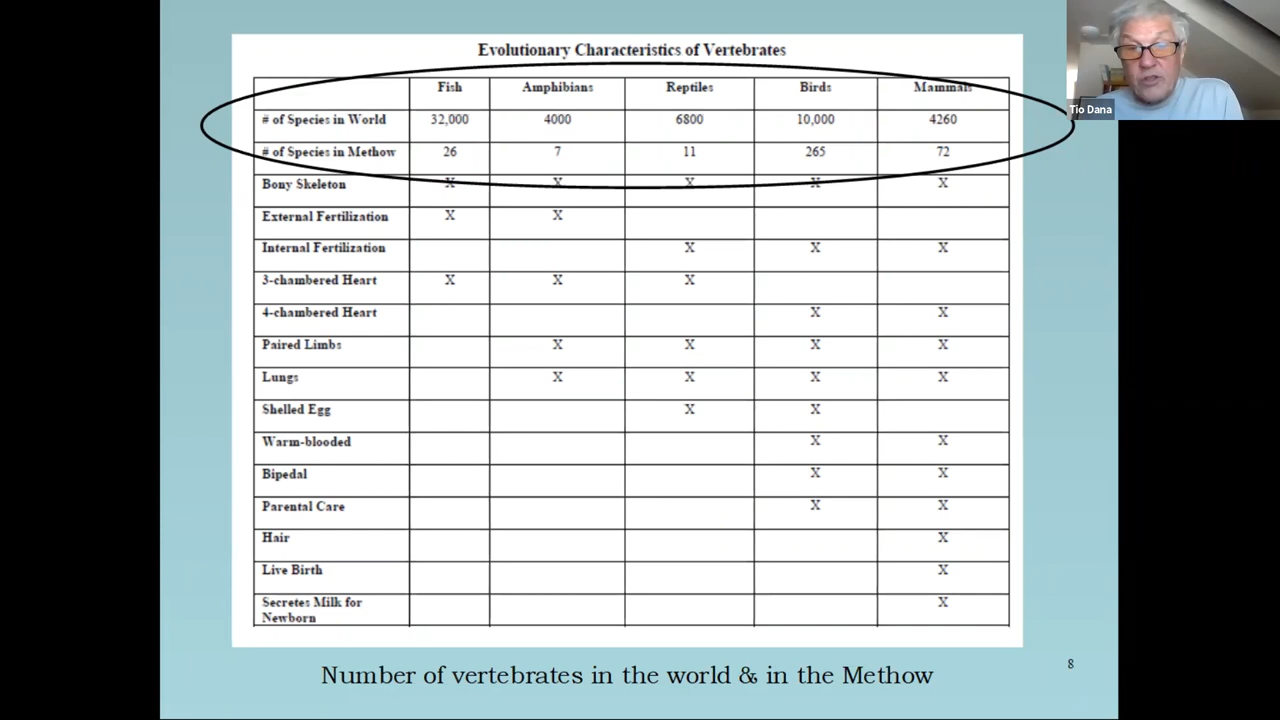 Evolutionary Characteristics of Vertebrates
Fish Amphibians Reptiles Birds Mammals
# of Species in World 32,000 4000 6800 10,000 4260
# of Species in Methow 26 7 11 265 72
Bony Skeleton X X X X X
External Fertilization X X
Internal Fertilization X X X
3-chambered Heart X X X
4-chambered Heart X X
Paired Limbs X X X X
Lungs X X X X
Shelled Egg X X
Warm-blooded X X
Bipedal X X
Parental Care X X
Hair X
Live Birth X
Secretes Milk for X
Newborn
Number of vertebrates in the world & in the Methow
8
Tio Dana